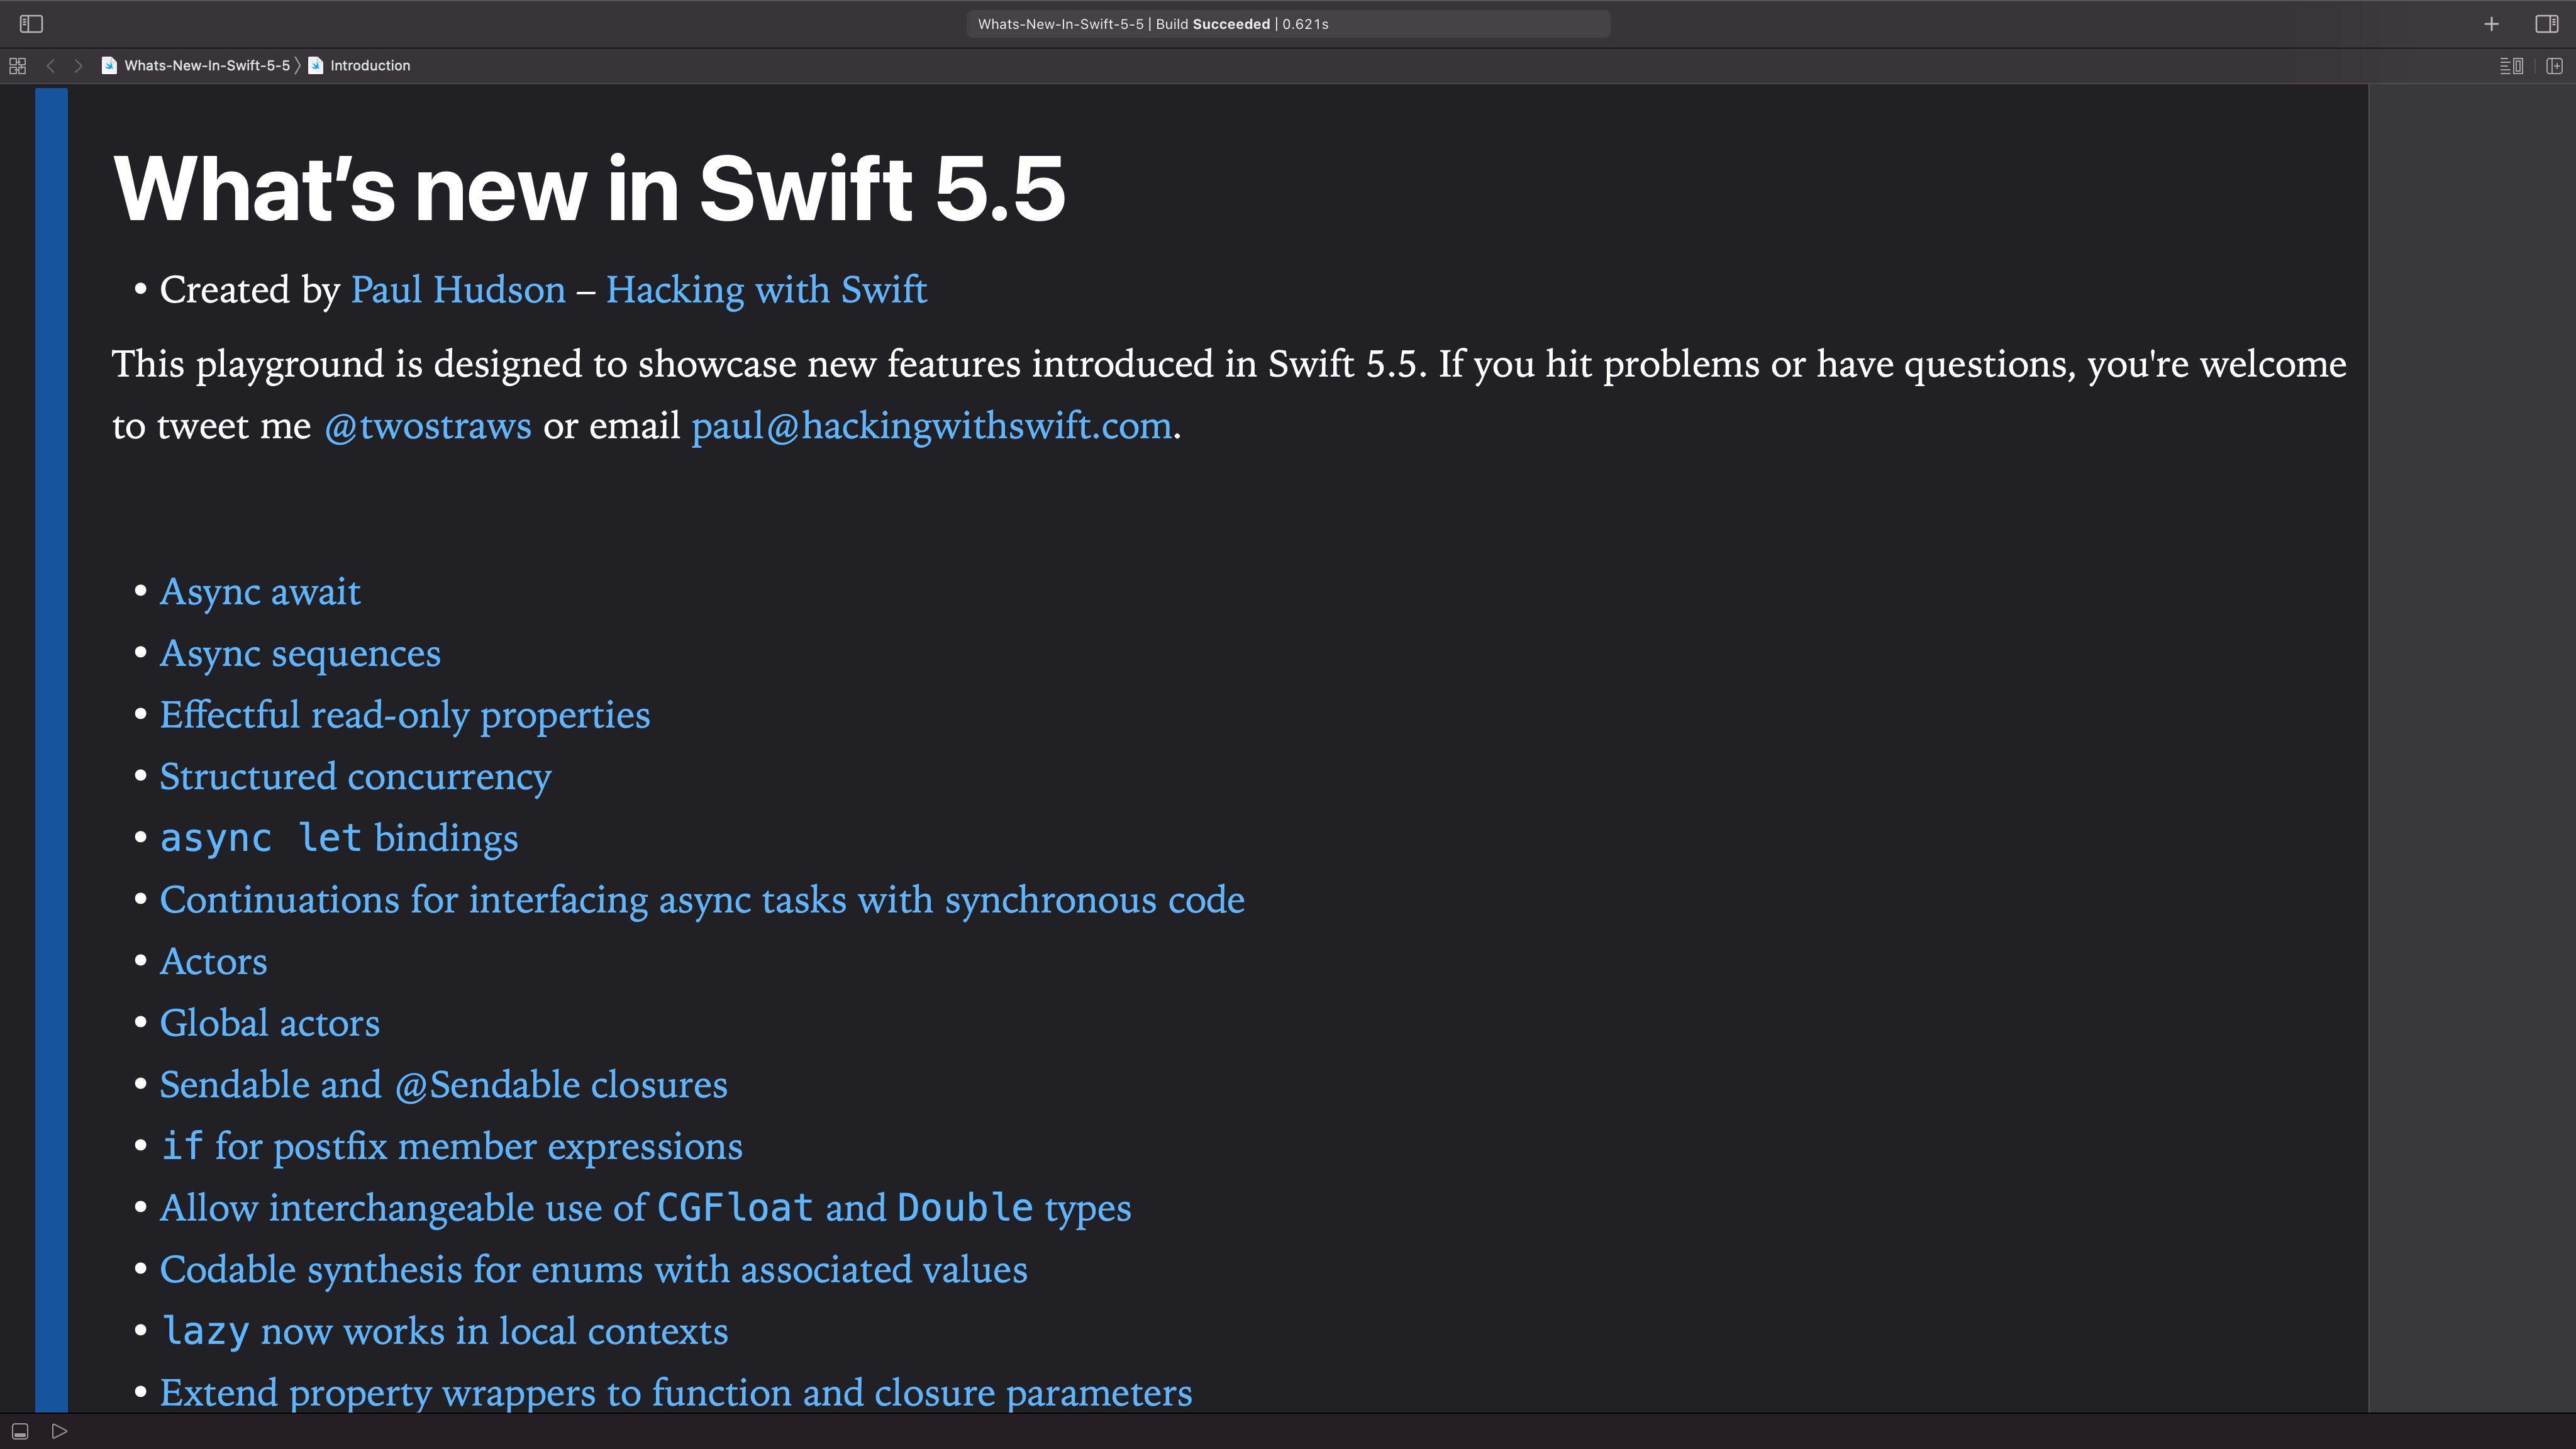 Whats-New-In-Swift-5-5 | Build Succeeded | 0.621s
Whats-New-In-Swift-5-5 〉 Introduction
What’s new in Swift 5.5
• Created by Paul Hudson – Hacking with Swift
This playground is designed to showcase new features introduced in Swift 5.5. If you hit problems or have questions, you're welcome
to tweet me @twostraws or email paul@hackingwithswift.com.
• Async await
• Async sequences
• Effectful read-only properties
• Structured concurrency
• async let bindings
• Continuations for interfacing async tasks with synchronous code
• Actors
• Global actors
• Sendable and @Sendable closures
• if for postfix member expressions
• Allow interchangeable use of CGFloat and Double types
• Codable synthesis for enums with associated values
• lazy now works in local contexts
• Extend property wrappers to function and closure parameters